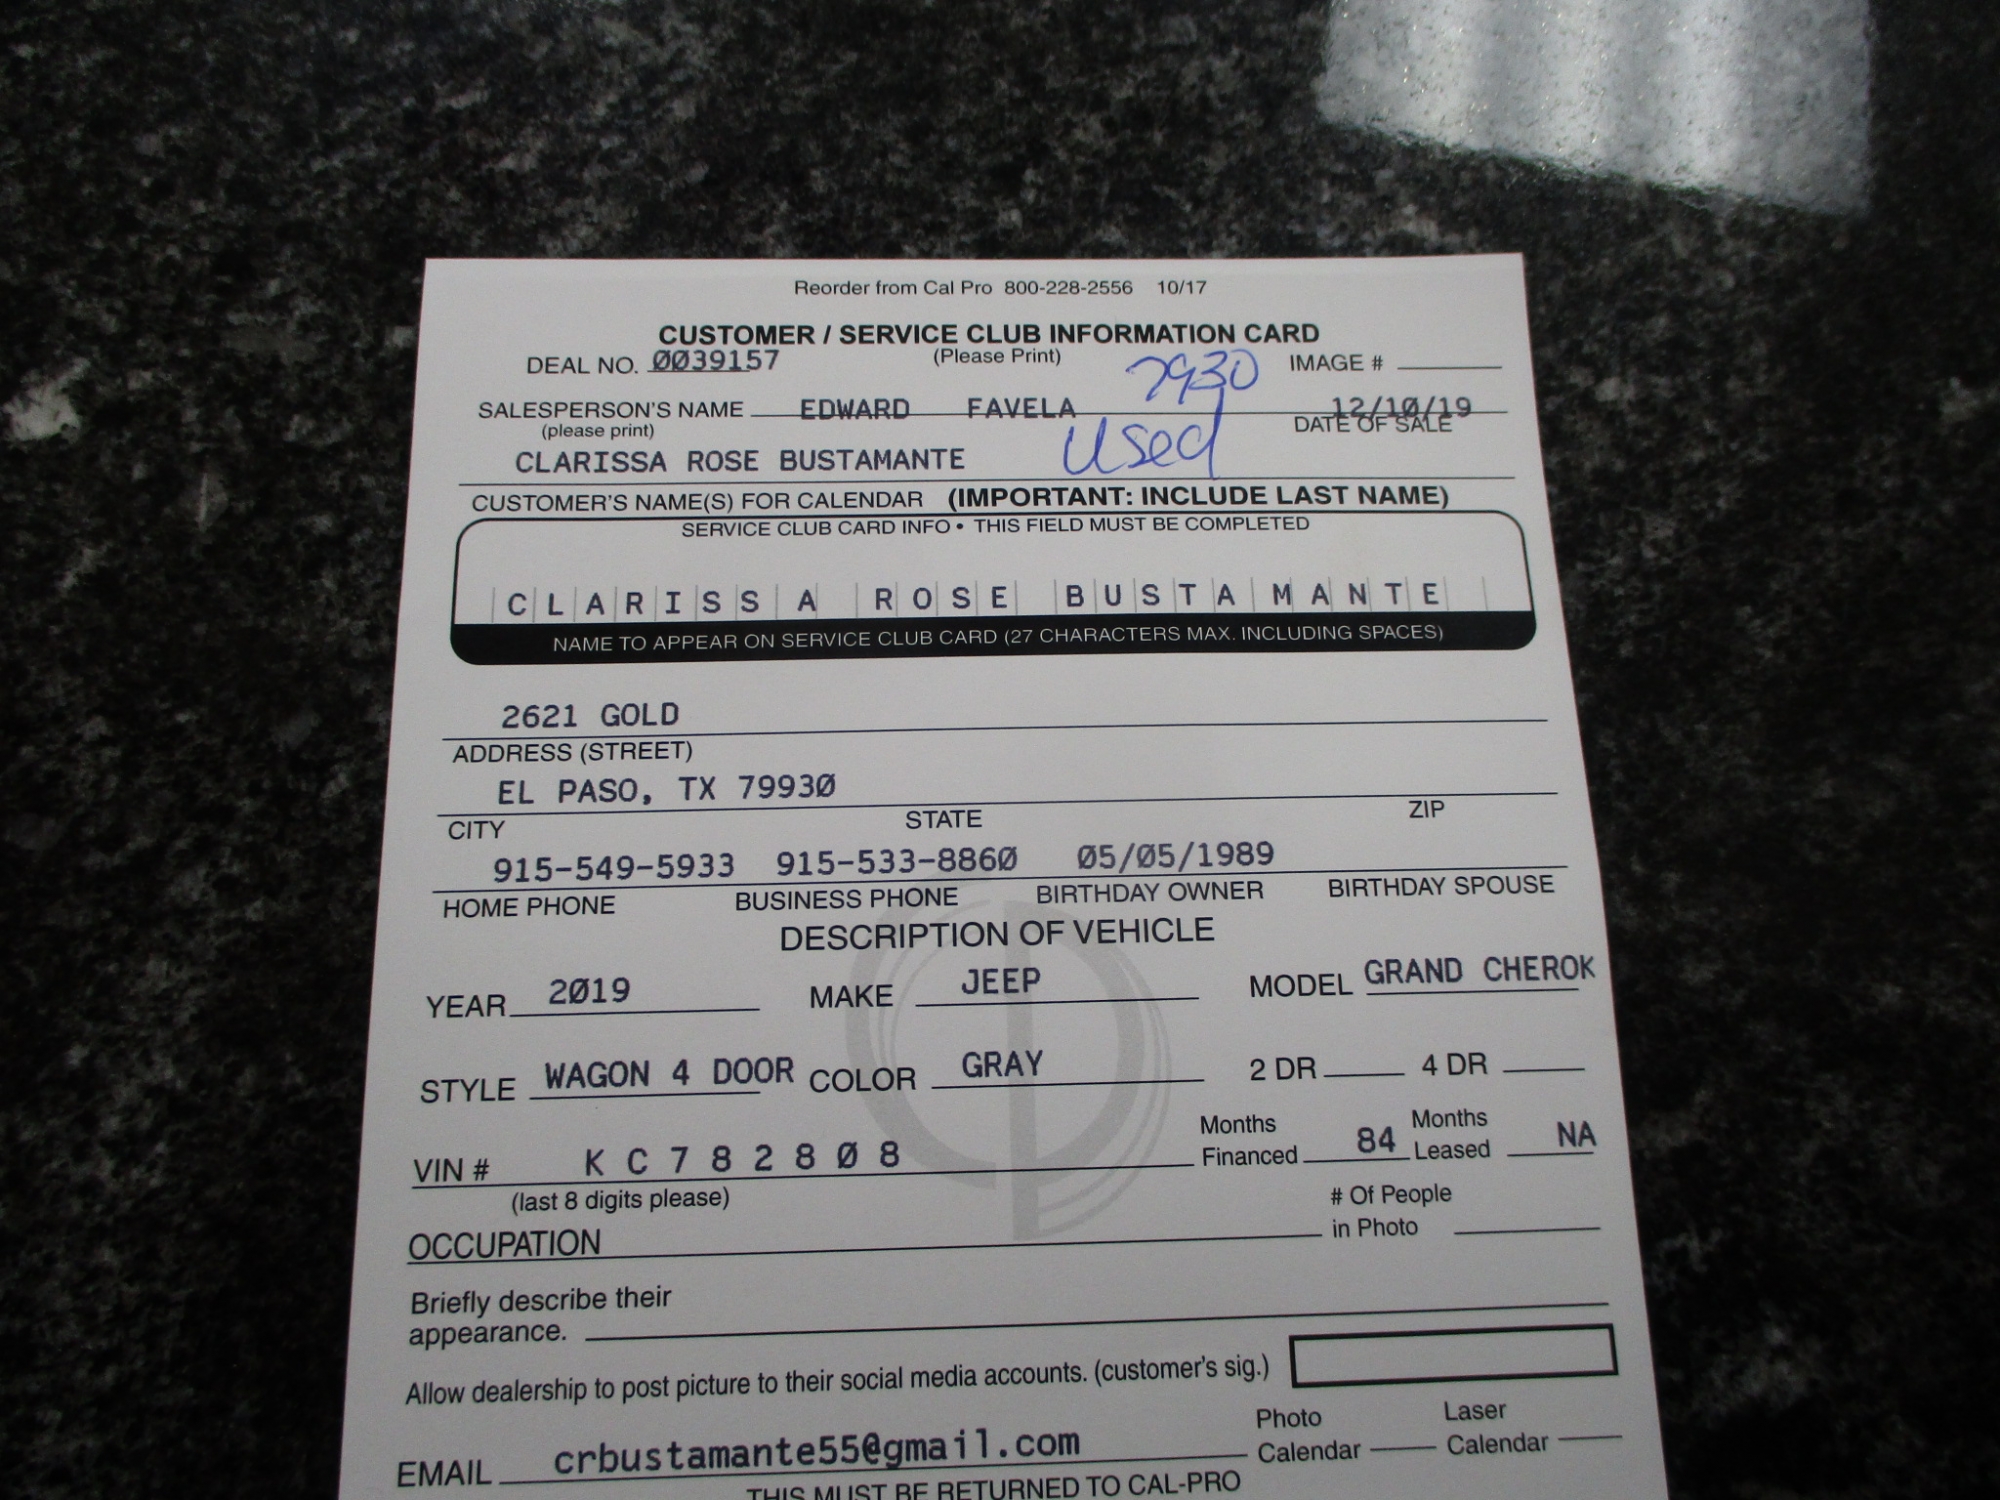 Reorder from Cal Pro 800-228-2556 10/17
CUSTOMER / SERVICE CLUB INFORMATION CARD
DEAL NO. 0039157 (Please Print) 7930 IMAGE #
SALESPERSON'S NAME EDWARD FAVELA 12/10/19
(please print) Used DATE OF SALE
CLARISSA ROSE BUSTAMANTE
CUSTOMER'S NAME(S) FOR CALENDAR (IMPORTANT: INCLUDE LAST NAME)
SERVICE CLUB CARD INFO • THIS FIELD MUST BE COMPLETED
CLARISSA ROSE BUSTAMANTE
NAME TO APPEAR ON SERVICE CLUB CARD (27 CHARACTERS MAX. INCLUDING SPACES)
2621 GOLD
ADDRESS (STREET)
EL PASO, TX 79930
CITY STATE ZIP
915-549-5933 915-533-8860 05/05/1989
HOME PHONE BUSINESS PHONE BIRTHDAY OWNER BIRTHDAY SPOUSE
DESCRIPTION OF VEHICLE
YEAR 2019 MAKE JEEP MODEL GRAND CHEROK
STYLE WAGON 4 DOOR COLOR GRAY 2 DR 4 DR
VIN # KC782808 Months Financed 84 Months Leased NA
(last 8 digits please)
OCCUPATION # Of People in Photo
Briefly describe their
appearance.
Allow dealership to post picture to their social media accounts. (customer's sig.)
EMAIL crbustamante55@gmail.com Photo Calendar Laser Calendar
THIS MUST BE RETURNED TO CAL-PRO